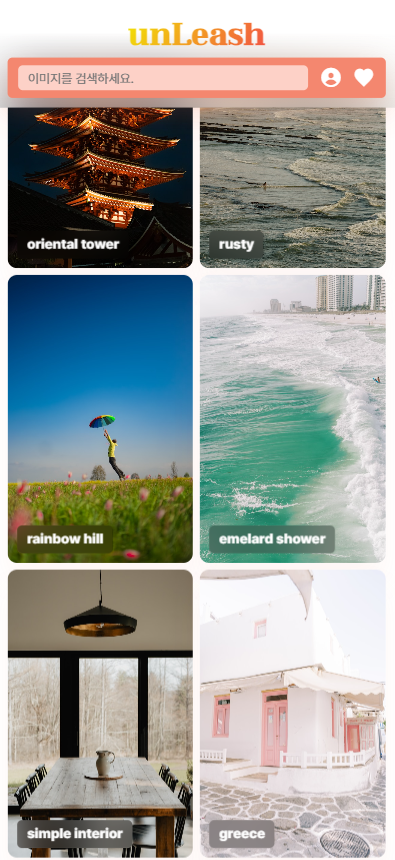 unLeash
이미지를 검색하세요.
oriental tower
rusty
rainbow hill
emelard shower
simple interior
greece